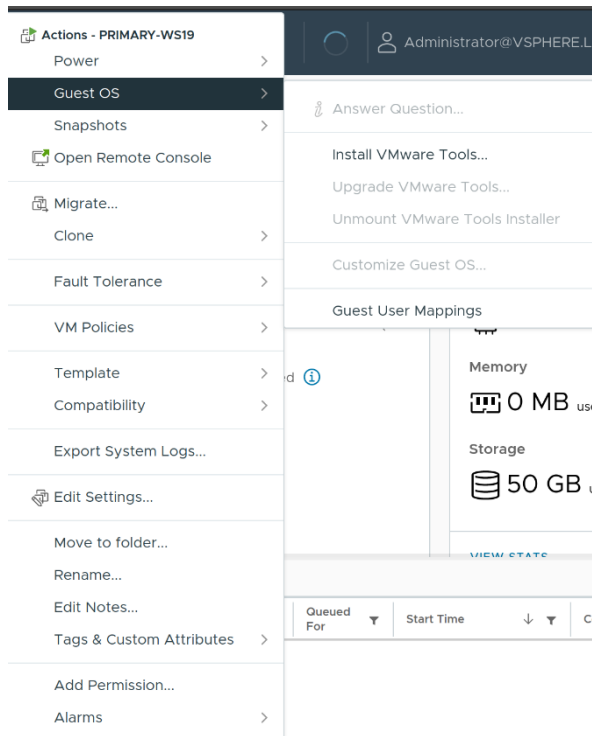 Actions - PRIMARY-WS19
Administrator@VSPHERE.L
Power
Guest OS
Snapshots
Open Remote Console
Migrate...
Clone
Fault Tolerance
VM Policies
Template
Compatibility
Export System Logs...
Edit Settings...
Move to folder...
Rename...
Edit Notes...
Tags & Custom Attributes
Add Permission...
Alarms
Answer Question...
Install VMware Tools...
Upgrade VMware Tools...
Unmount VMware Tools Installer
Customize Guest OS...
Guest User Mappings
Memory
0 MB
Storage
50 GB
VIEW STATS
Queued
For
Start Time